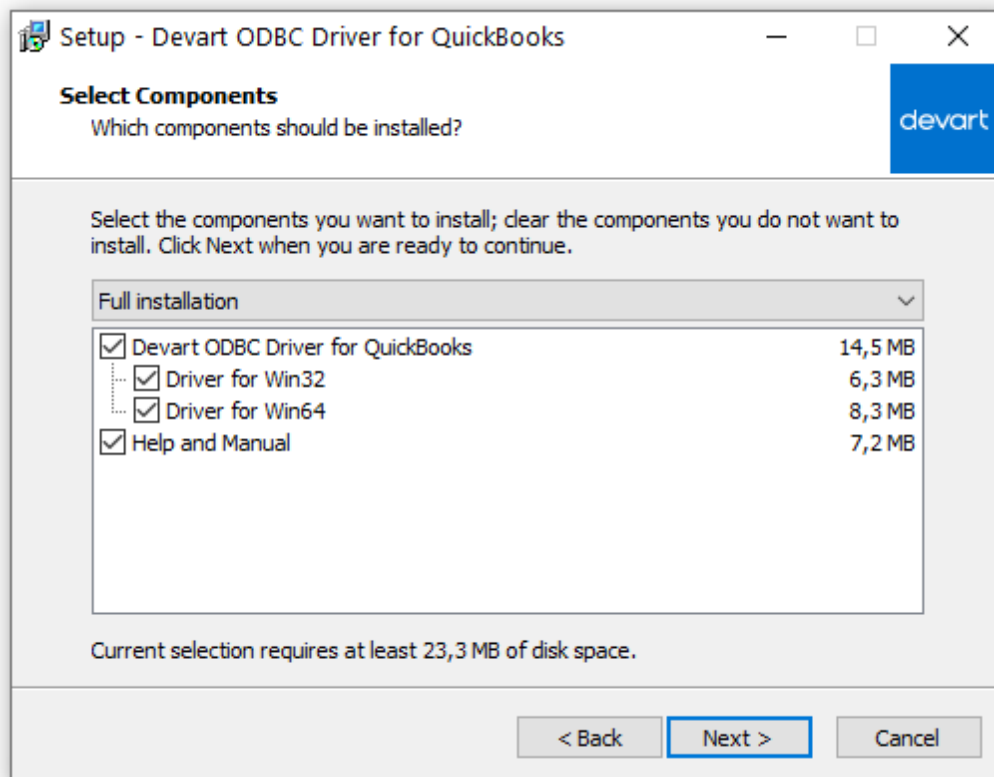 Setup - Devart ODBC Driver for QuickBooks
Select Components
Which components should be installed?
devart
Select the components you want to install; clear the components you do not want to
install. Click Next when you are ready to continue.
Full installation
Devart ODBC Driver for QuickBooks 14,5 MB
Driver for Win32 6,3 MB
Driver for Win64 8,3 MB
Help and Manual 7,2 MB
Current selection requires at least 23,3 MB of disk space.
< Back Next > Cancel